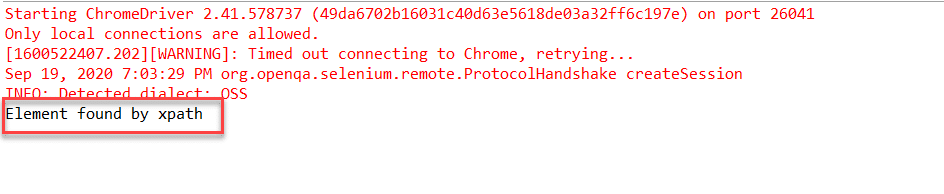 Starting ChromeDriver 2.41.578737 (49da6702b16031c40d63e5618de03a32ff6c197e) on port 26041
Only local connections are allowed.
[1600522407.202][WARNING]: Timed out connecting to Chrome, retrying...
Sep 19, 2020 7:03:29 PM org.openqa.selenium.remote.ProtocolHandshake createSession
INFO: Detected dialect: OSS
Element found by xpath